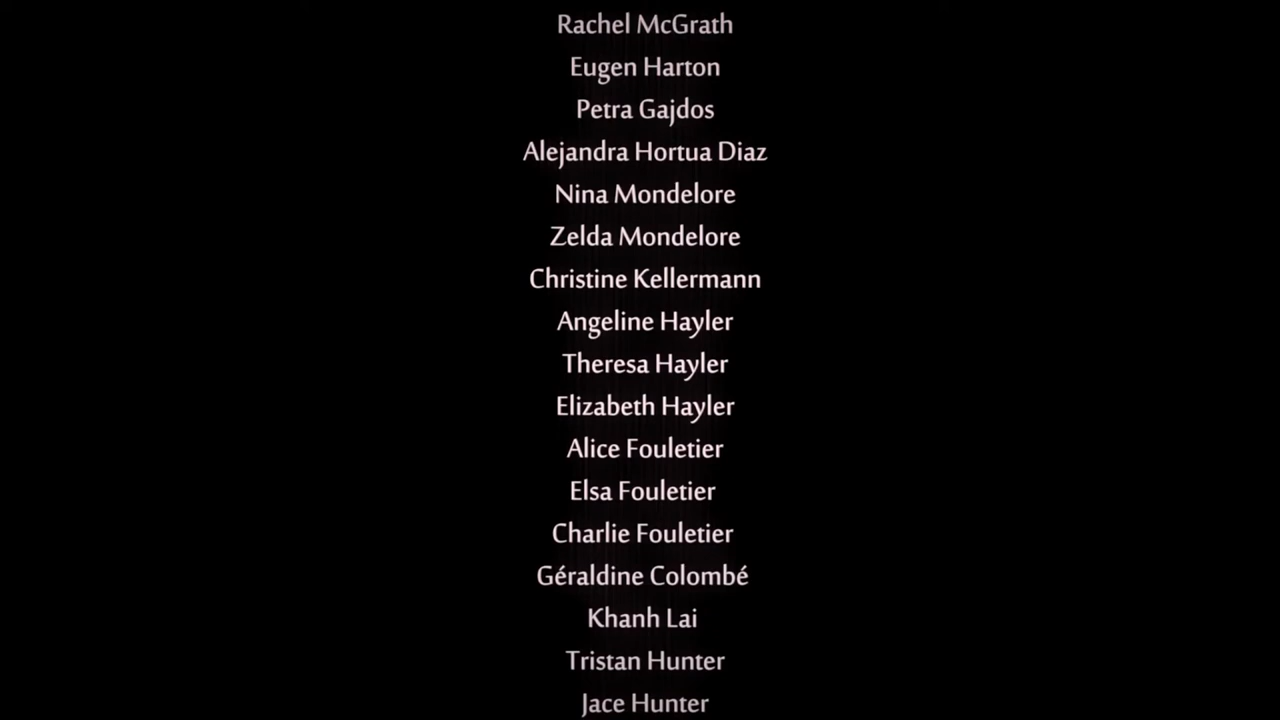 Rachel McGrath
Eugen Harton
Petra Gajdos
Alejandra Hortua Diaz
Nina Mondelore
Zelda Mondelore
Christine Kellermann
Angeline Hayler
Theresa Hayler
Elizabeth Hayler
Alice Fouletier
Elsa Fouletier
Charlie Fouletier
Géraldine Colombé
Khanh Lai
Tristan Hunter
Jace Hunter